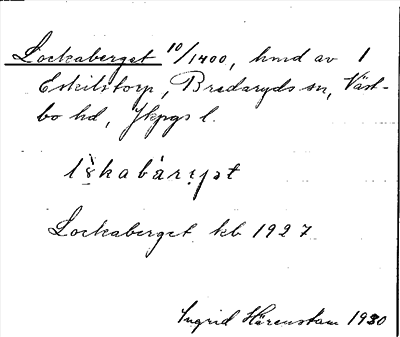 Lockaberget 10/1400, hmd av 1
Eskilstorp, Bredaryds sn, Väst-
bo hd, Jkpgs l.
Lockaberget kb 1927
Ingrid Härenstam 1930